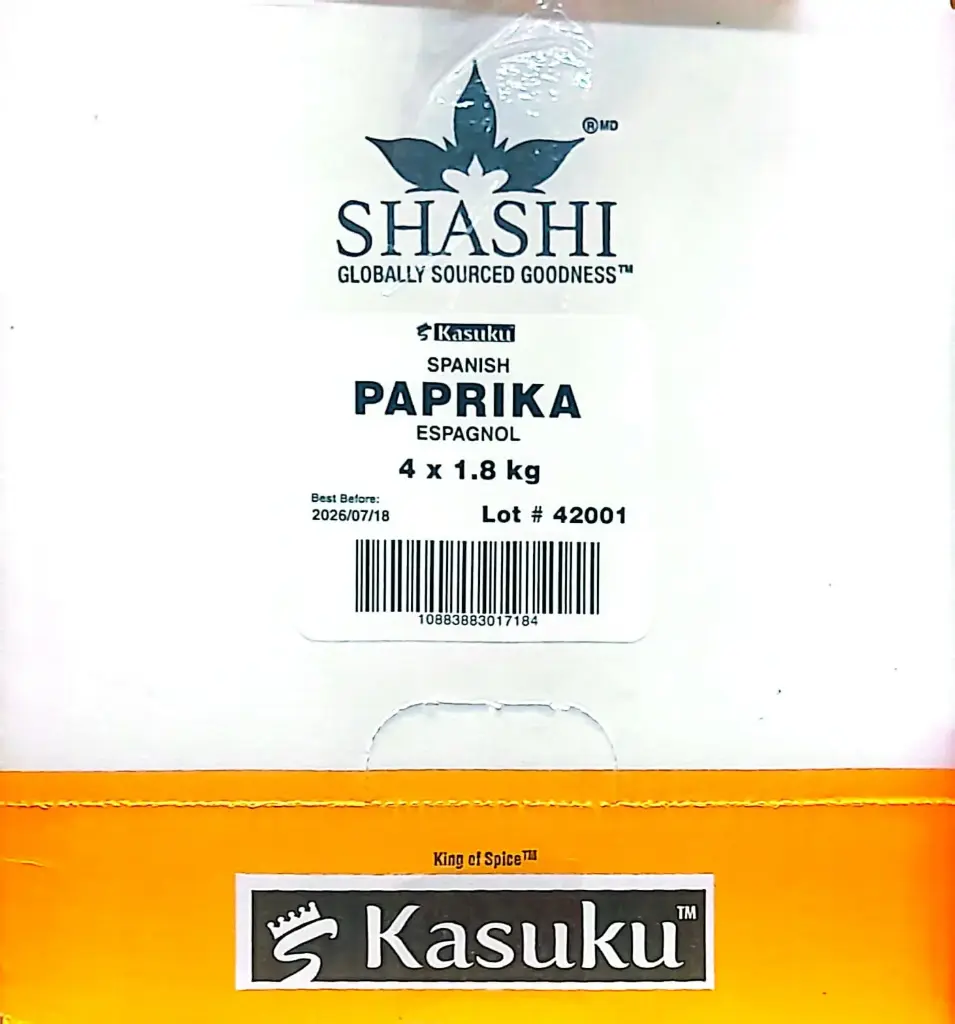 ®MD
SHASHI
GLOBALLY SOURCED GOODNESS™
Kasuku
SPANISH
PAPRIKA
ESPAGNOL
4 x 1.8 kg
Best Before:
2026/07/18
Lot # 42001
10883883017184
King of Spice™
Kasuku™